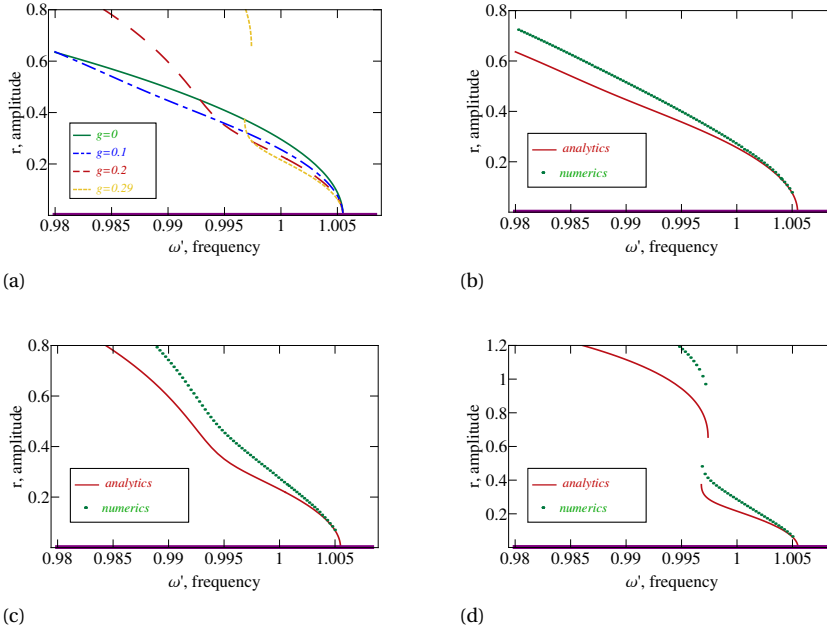 0.8
0.6
0.4
0.2
r, amplitude
g=0
g=0.1
g=0.2
g=0.29
0.98 0.985 0.99 0.995 1 1.005
ω', frequency
(a)
0.8
0.6
0.4
0.2
r, amplitude
analytics
numerics
0.98 0.985 0.99 0.995 1 1.005
ω', frequency
(b)
0.8
0.6
0.4
0.2
r, amplitude
analytics
numerics
0.98 0.985 0.99 0.995 1 1.005
ω', frequency
(c)
1.2
1
0.8
0.6
0.4
0.2
r, amplitude
analytics
numerics
0.98 0.985 0.99 0.995 1 1.005
ω', frequency
(d)